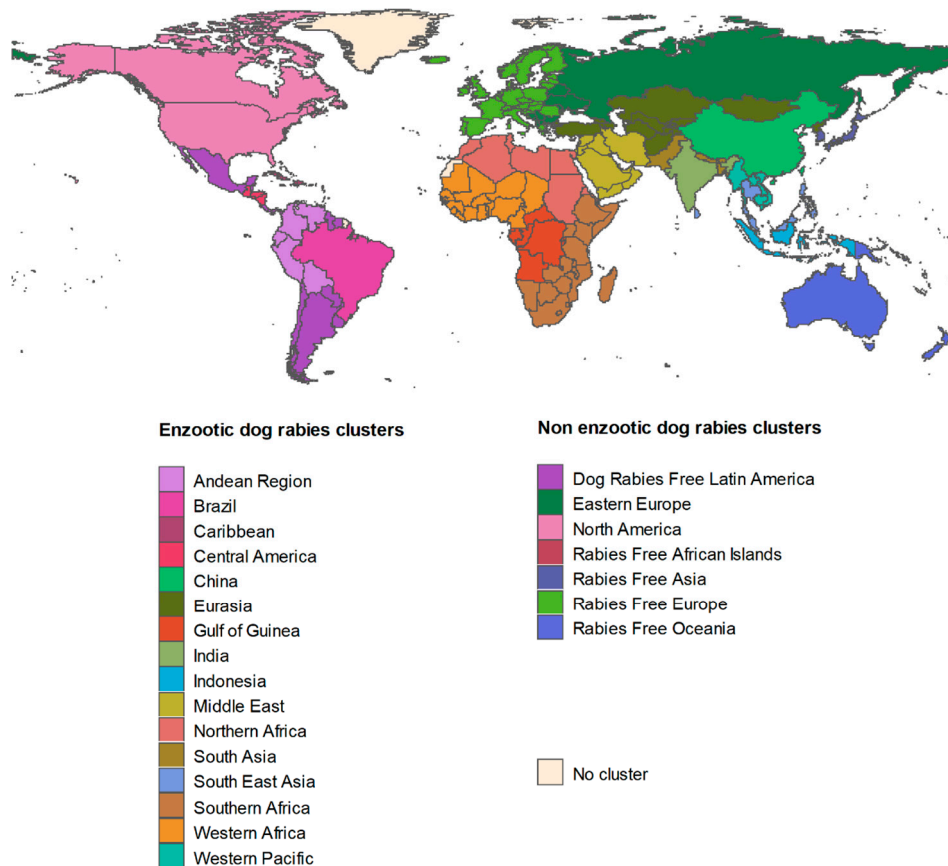 Enzootic dog rabies clusters
Andean Region
Brazil
Caribbean
Central America
China
Eurasia
Gulf of Guinea
India
Indonesia
Middle East
Northern Africa
South Asia
South East Asia
Southern Africa
Western Africa
Western Pacific
Non enzootic dog rabies clusters
Dog Rabies Free Latin America
Eastern Europe
North America
Rabies Free African Islands
Rabies Free Asia
Rabies Free Europe
Rabies Free Oceania
No cluster